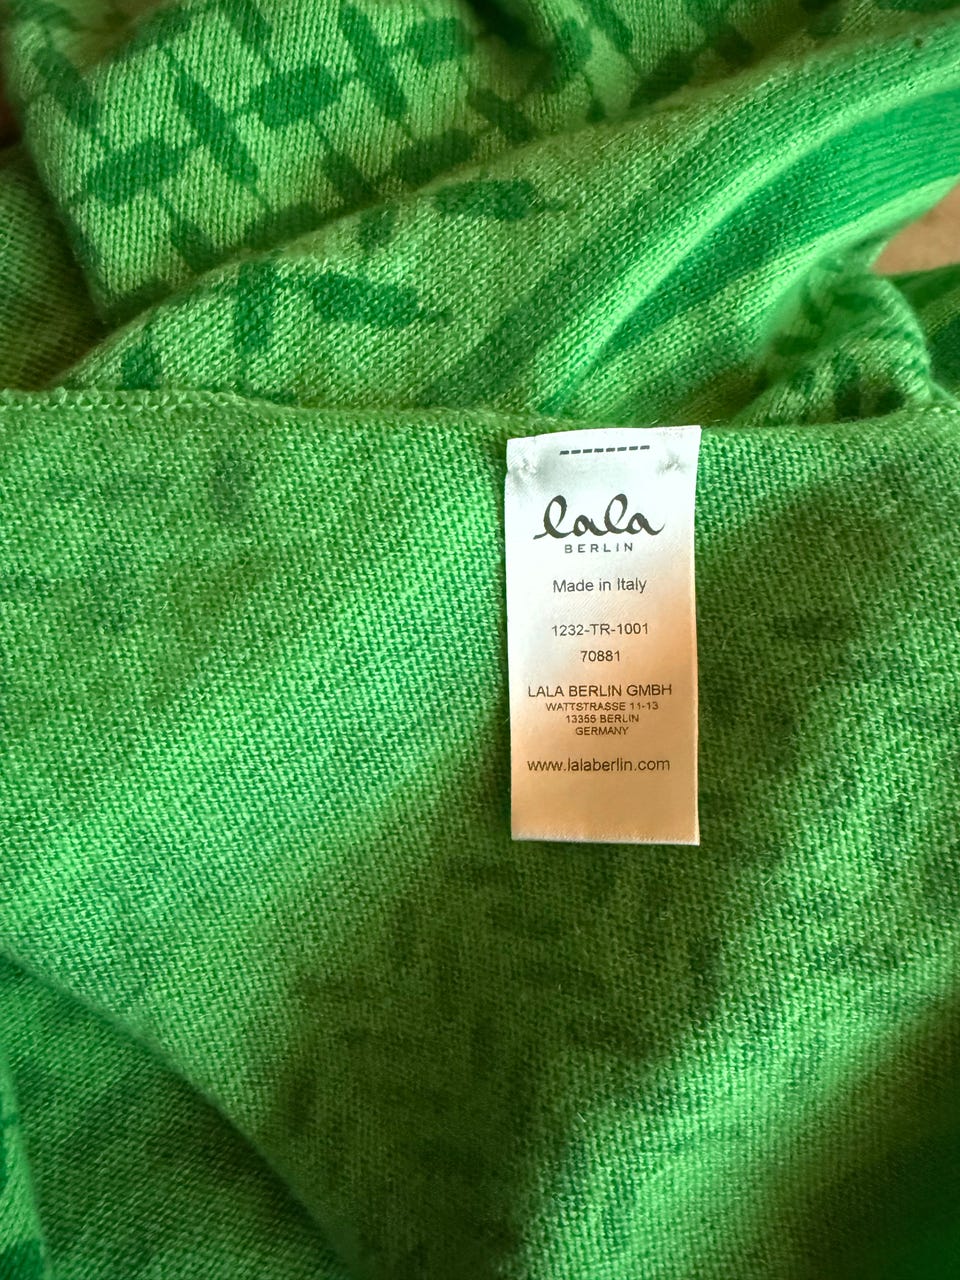 lala
BERLIN
Made in Italy
1232-TR-1001
70881
LALA BERLIN GMBH
WATTSTRASSE 11-13
13355 BERLIN
GERMANY
www.lalaberlin.com